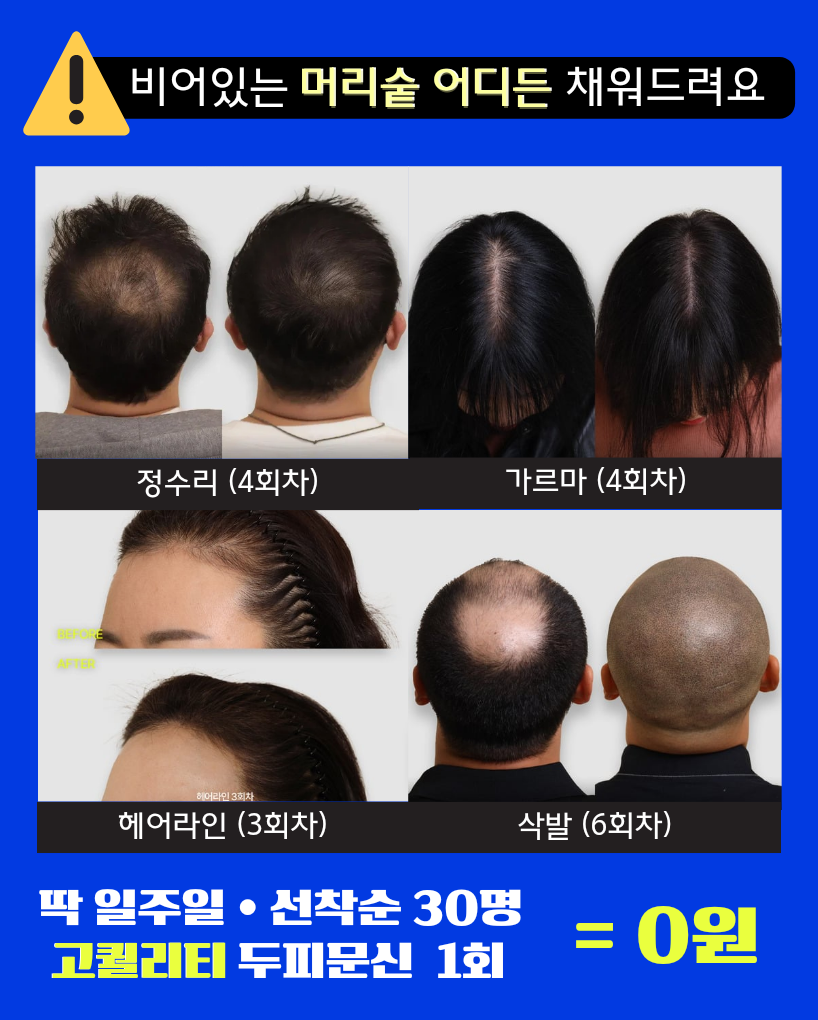 비어있는 머리숱 어디든 채워드려요
정수리 (4회차)
가르마 (4회차)
BEFORE
AFTER
헤어라인 3회차
헤어라인 (3회차)
삭발 (6회차)
딱 일주일 • 선착순 30명
고퀄리티 두피문신 1회
= 0원